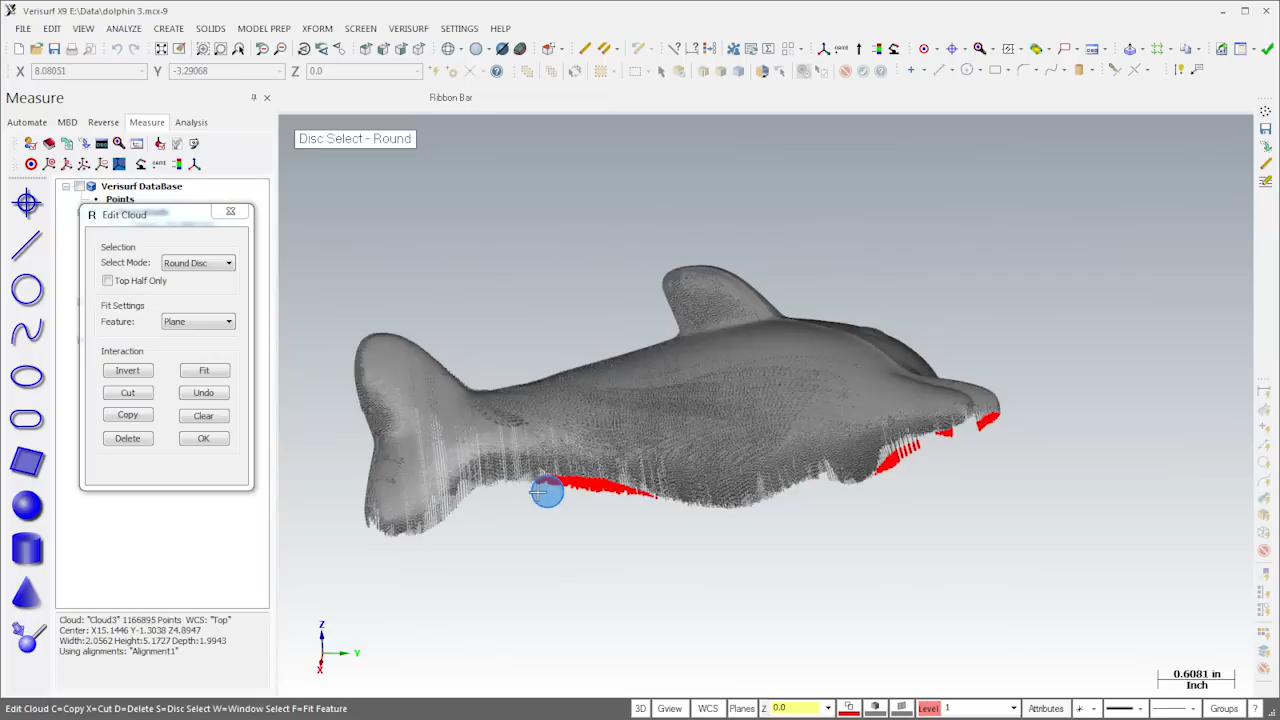 Verisurf X9 E:\Data\dolphin 3.mcx-9
FILE EDIT VIEW ANALYZE CREATE SOLIDS MODEL PREP XFORM SCREEN VERISURF SETTINGS HELP
X 8.08051 Y -3.29068 Z 0.0
Measure
Ribbon Bar
Automate MBD Reverse Measure Analysis
Disc Select - Round
Verisurf DataBase
Points
R Edit Cloud
Selection
Select Mode: Round Disc
Top Half Only
Fit Settings
Feature: Plane
Interaction
Invert Fit
Cut Undo
Copy Clear
Delete OK
Cloud: "Cloud3" 1166895 Points WCS: "Top"
Center: X15.1446 Y-1.3038 Z4.8947
Width:2.0562 Height:5.1727 Depth:1.9943
Using alignments: "Alignment1"
Z
Y
X
0.6081 in
Inch
Edit Cloud C=Copy X=Cut D=Delete S=Disc Select W=Window Select F=Fit Feature
3D Gview WCS Planes Z 0.0 Level 1 Attributes Groups ?